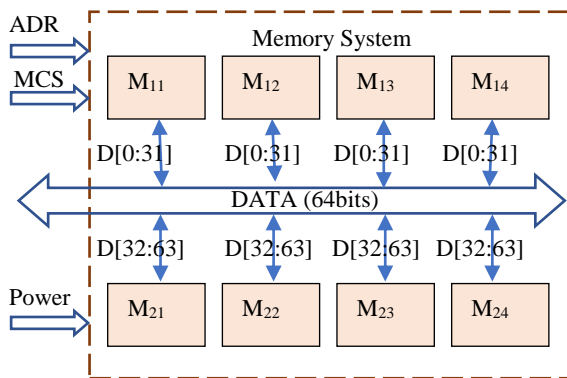 ADR
Memory System
MCS
M₁₁ M₁₂ M₁₃ M₁₄
D[0:31] D[0:31] D[0:31] D[0:31]
DATA (64bits)
D[32:63] D[32:63] D[32:63] D[32:63]
Power
M₂₁ M₂₂ M₂₃ M₂₄